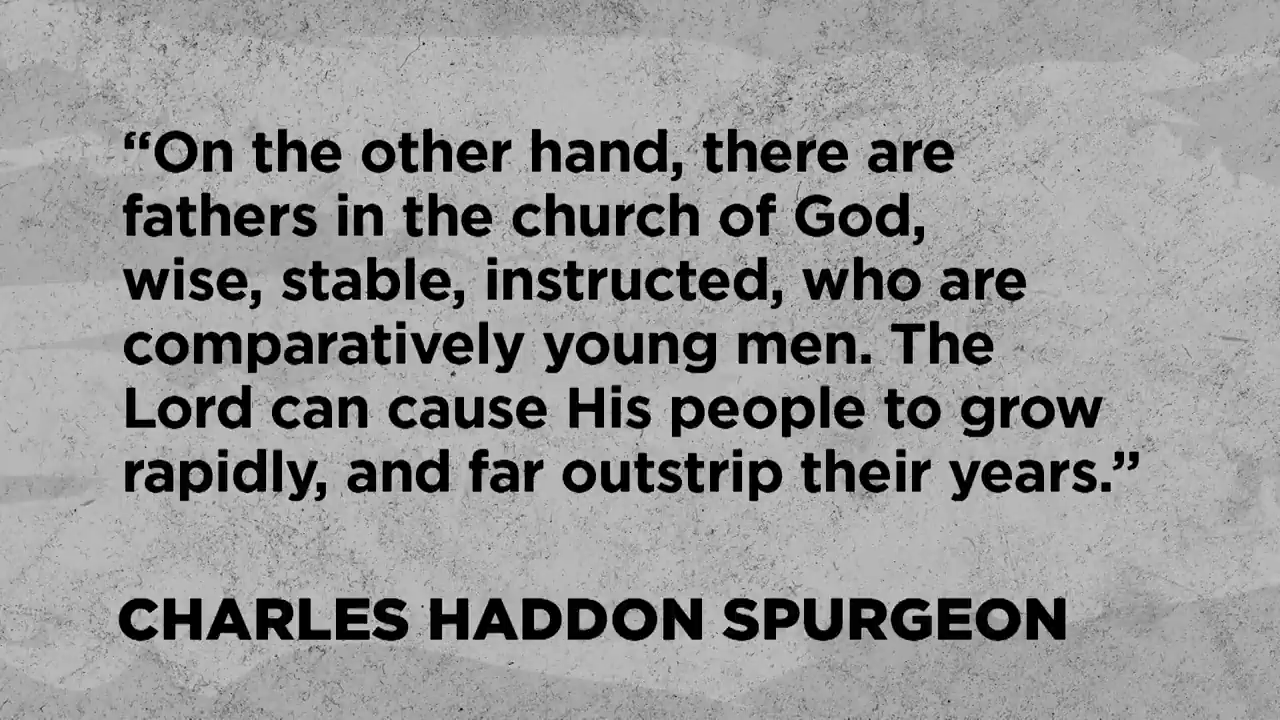 “On the other hand, there are
fathers in the church of God,
wise, stable, instructed, who are
comparatively young men. The
Lord can cause His people to grow
rapidly, and far outstrip their years.”
CHARLES HADDON SPURGEON